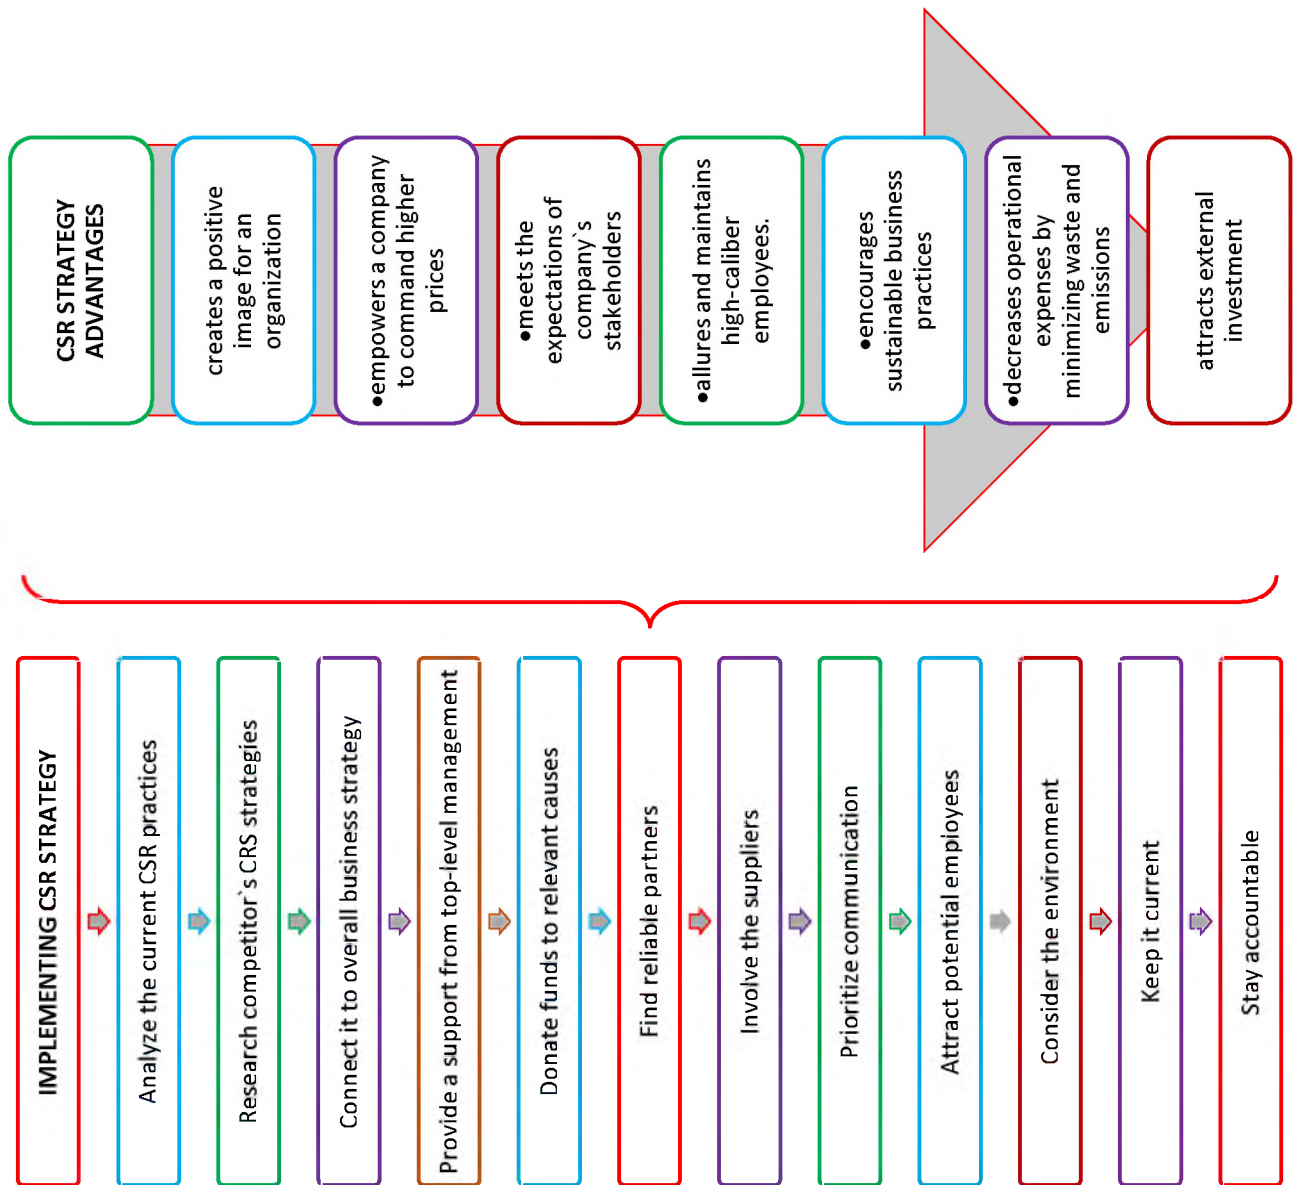 IMPLEMENTING CSR STRATEGY
Analyze the current CSR practices
Research competitor`s CRS strategies
Connect it to overall business strategy
Provide a support from top-level management
Donate funds to relevant causes
Find reliable partners
Involve the suppliers
Prioritize communication
Attract potential employees
Consider the environment
Keep it current
Stay accountable
CSR STRATEGY
ADVANTAGES
creates a positive
image for an
organization
•empowers a company
to command higher
prices
•meets the
expectations of
company`s
stakeholders
•allures and maintains
high-caliber
employees.
•encourages
sustainable business
practices
•decreases operational
expenses by
minimizing waste and
emissions
attracts external
investment